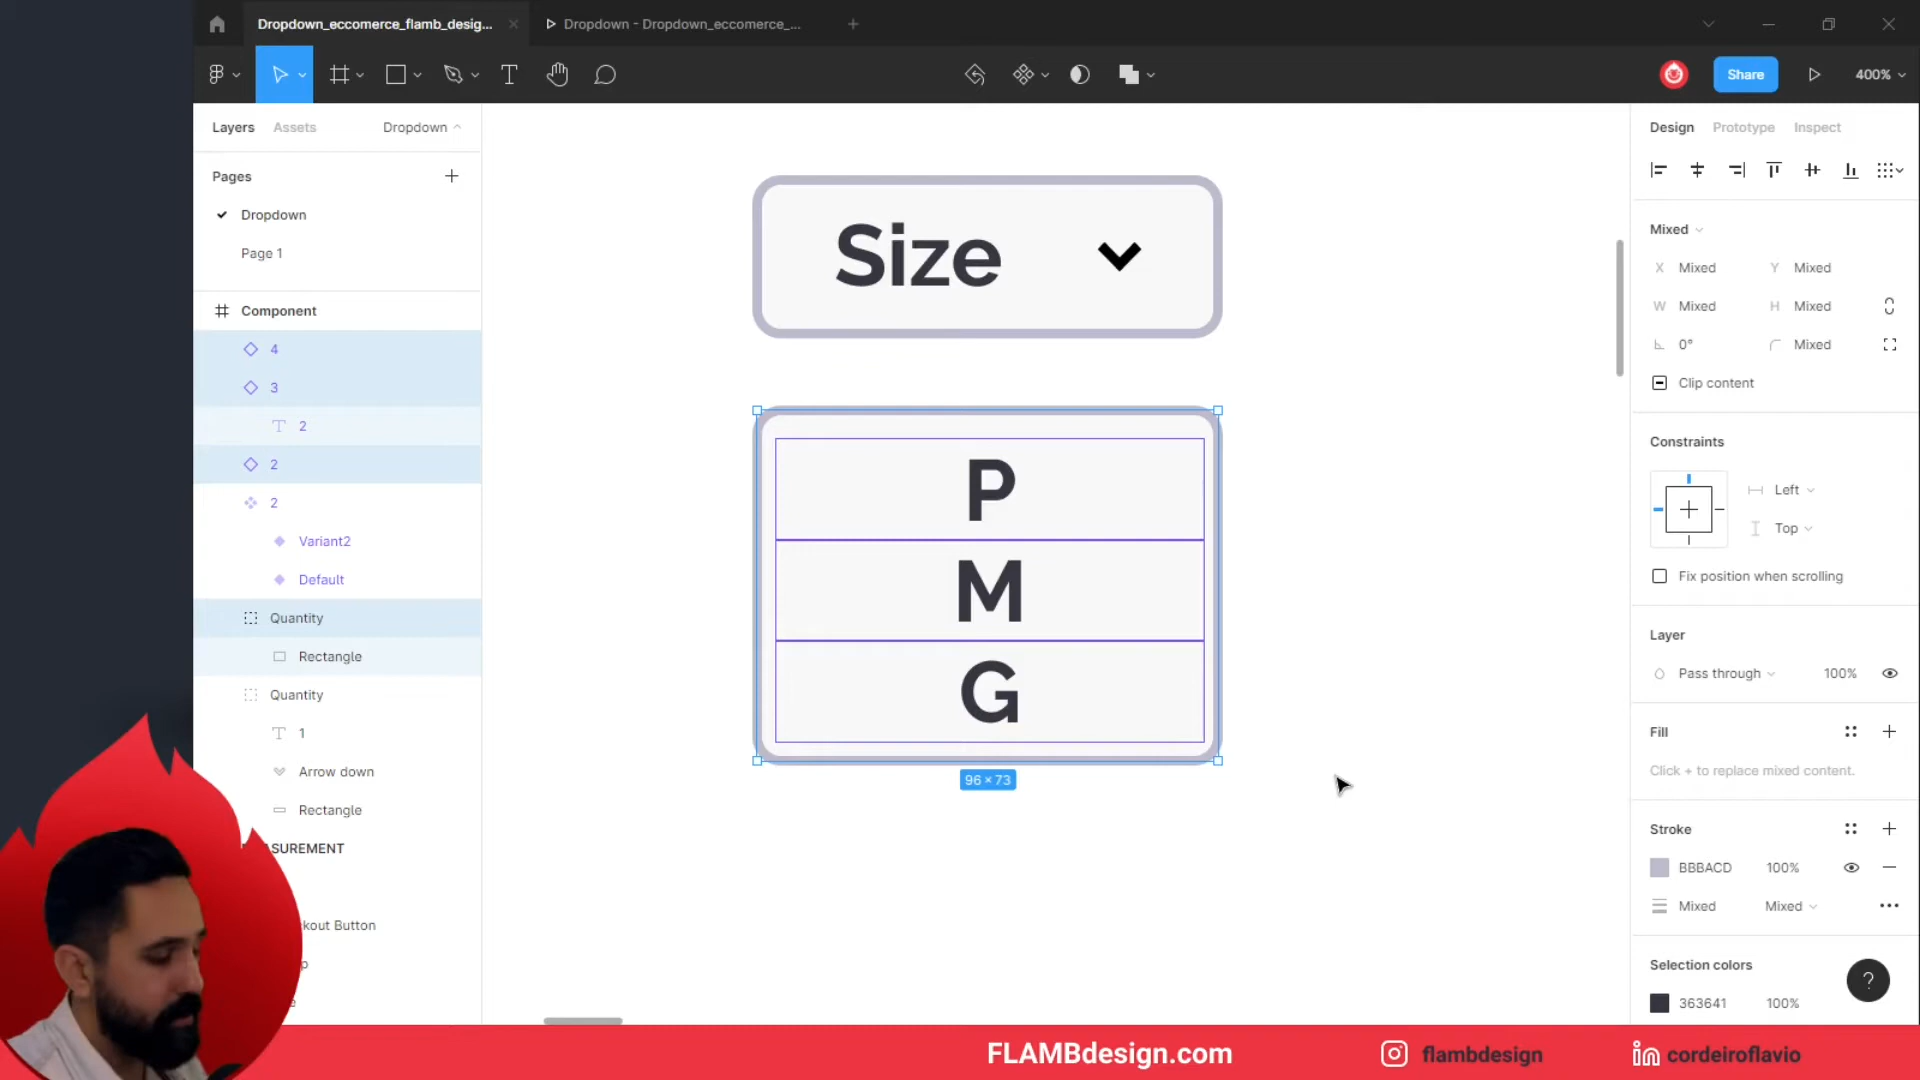 Dropdown_eccomerce_flamb_desig...
Dropdown - Dropdown_eccomerce_...
Share
400%
Layers
Assets
Dropdown
Pages
Dropdown
Page 1
Component
4
3
2
2
2
Variant2
Default
Quantity
Rectangle
Quantity
1
Arrow down
Rectangle
ASUREMENT
kout Button
p
e
Size
P
M
G
96 × 73
Design
Prototype
Inspect
Mixed
X Mixed Y Mixed
W Mixed H Mixed
0° Mixed
Clip content
Constraints
Left
Top
Fix position when scrolling
Layer
Pass through 100%
Fill
Click + to replace mixed content.
Stroke
BBBACD 100%
Mixed Mixed
Selection colors
363641 100%
?
FLAMBdesign.com
flambdesign
in cordeiroflavio